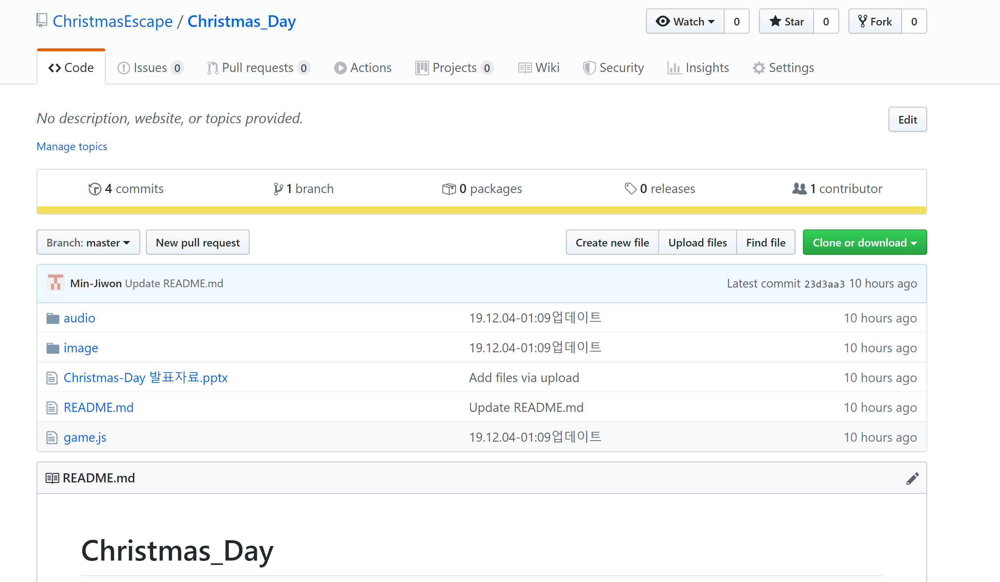 ChristmasEscape / Christmas_Day
Watch 0 Star 0 Fork 0
Code Issues 0 Pull requests 0 Actions Projects 0 Wiki Security Insights Settings
No description, website, or topics provided.
Edit
Manage topics
4 commits 1 branch 0 packages 0 releases 1 contributor
Branch: master New pull request Create new file Upload files Find file Clone or download
Min-Jiwon Update README.md Latest commit 23d3aa3 10 hours ago
audio 19.12.04-01:09업데이트 10 hours ago
image 19.12.04-01:09업데이트 10 hours ago
Christmas-Day 발표자료.pptx Add files via upload 10 hours ago
README.md Update README.md 10 hours ago
game.js 19.12.04-01:09업데이트 10 hours ago
README.md
Christmas_Day